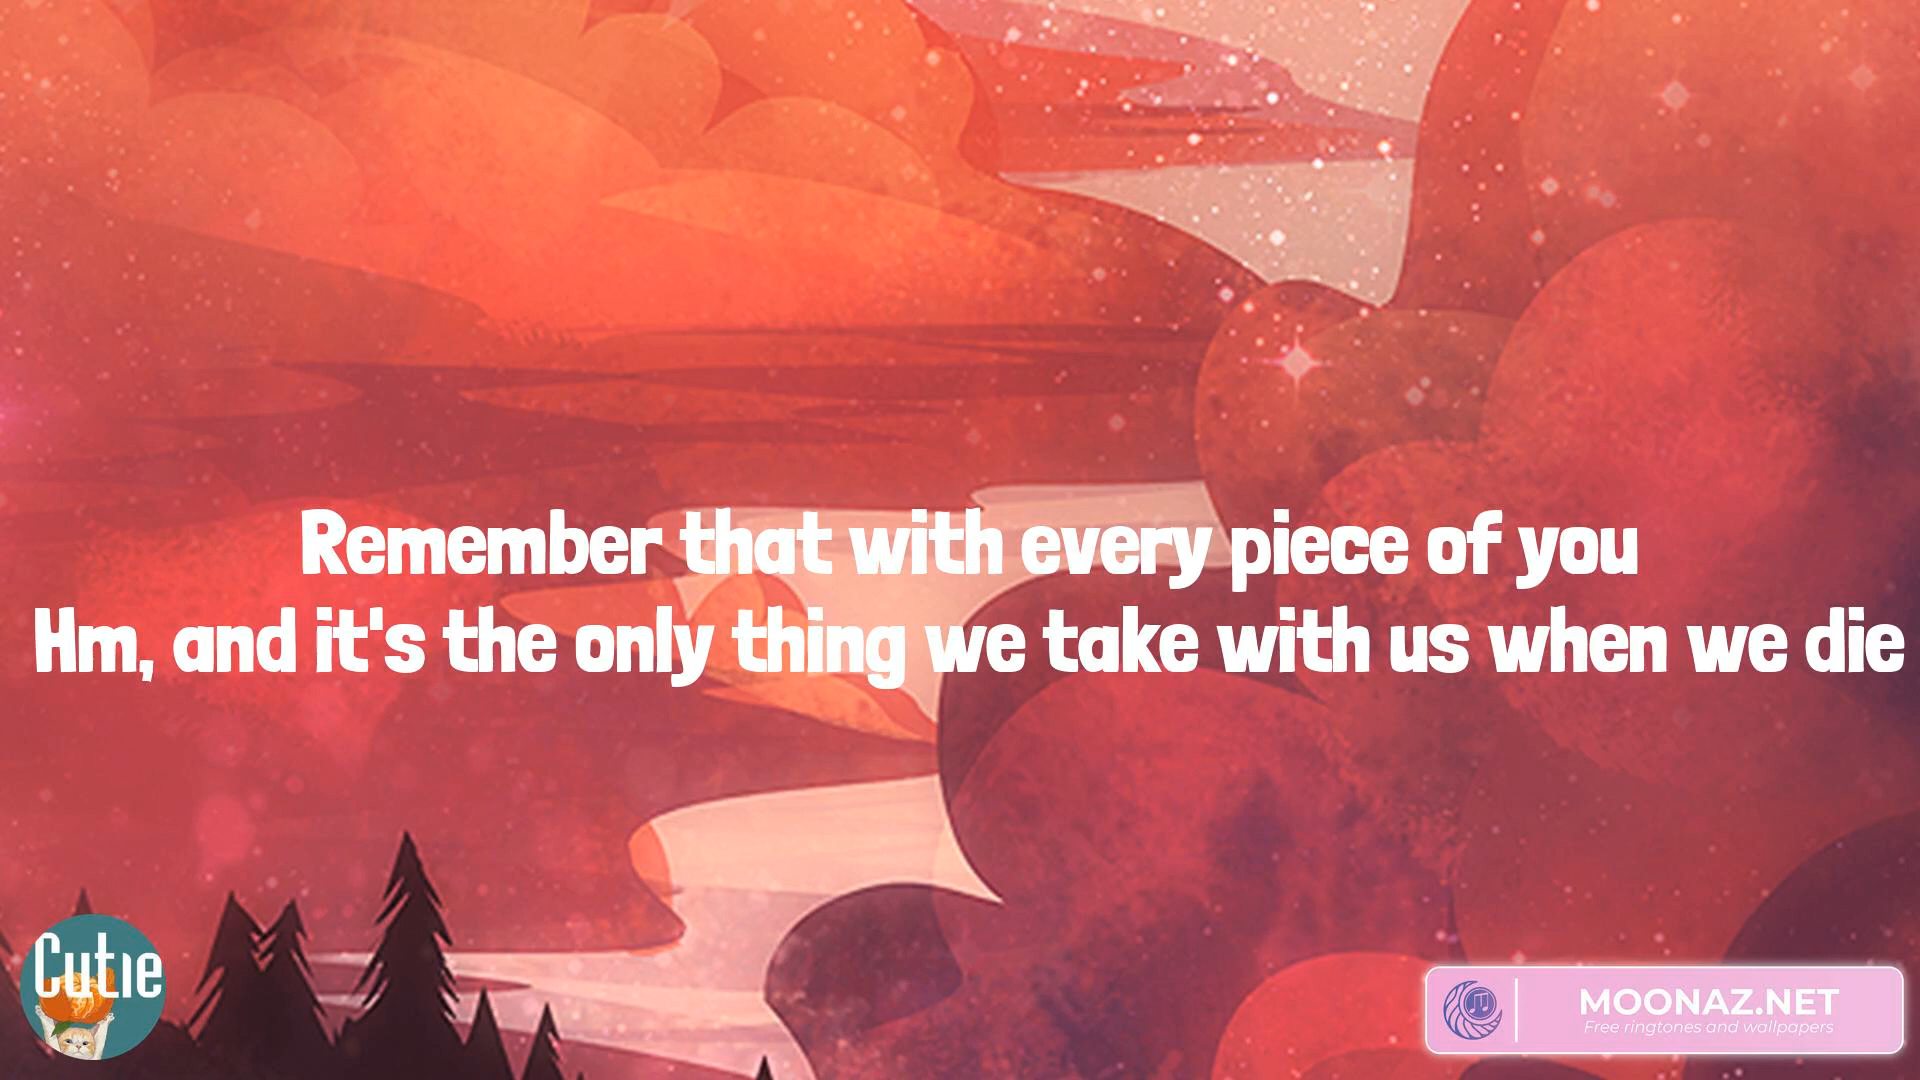 Remember that with every piece of you
Hm, and it's the only thing we take with us when we die
Cutie
MOONAZ.NET
Free ringtones and wallpapers